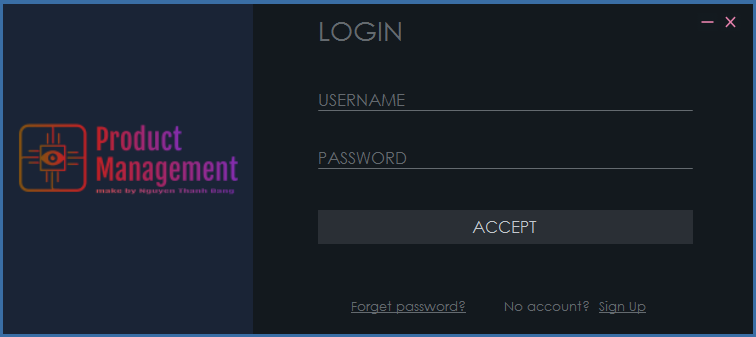 LOGIN
USERNAME
PASSWORD
ACCEPT
Forget password? No account? Sign Up
Product
Management
make by Nguyen Thanh Bang